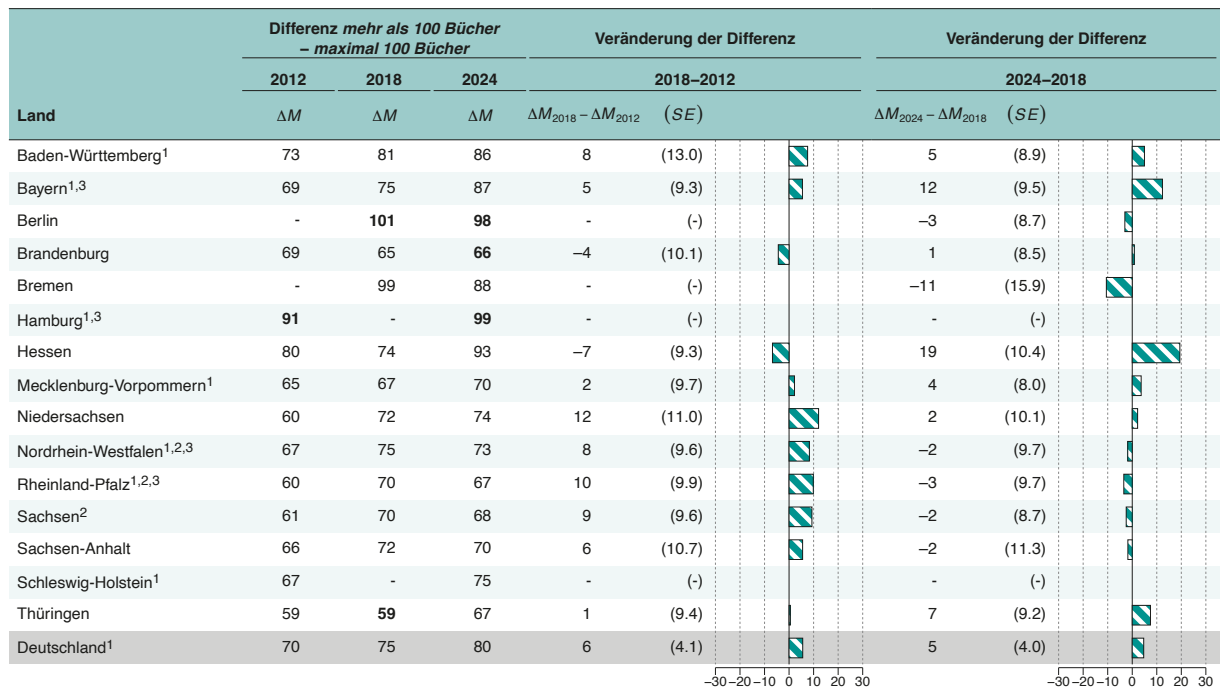 Land Differenz mehr als 100 Bücher – maximal 100 Bücher Veränderung der Differenz Veränderung der Differenz
2012 2018 2024 2018–2012 2024–2018
ΔM ΔM ΔM ΔM2018 – ΔM2012 (SE) ΔM2024 – ΔM2018 (SE)
Baden-Württemberg1 73 81 86 8 (13.0) 5 (8.9)
Bayern1,3 69 75 87 5 (9.3) 12 (9.5)
Berlin - 101 98 - (-) –3 (8.7)
Brandenburg 69 65 66 –4 (10.1) 1 (8.5)
Bremen - 99 88 - (-) –11 (15.9)
Hamburg1,3 91 - 99 - (-) - (-)
Hessen 80 74 93 –7 (9.3) 19 (10.4)
Mecklenburg-Vorpommern1 65 67 70 2 (9.7) 4 (8.0)
Niedersachsen 60 72 74 12 (11.0) 2 (10.1)
Nordrhein-Westfalen1,2,3 67 75 73 8 (9.6) –2 (9.7)
Rheinland-Pfalz1,2,3 60 70 67 10 (9.9) –3 (9.7)
Sachsen2 61 70 68 9 (9.6) –2 (8.7)
Sachsen-Anhalt 66 72 70 6 (10.7) –2 (11.3)
Schleswig-Holstein1 67 - 75 - (-) - (-)
Thüringen 59 59 67 1 (9.4) 7 (9.2)
Deutschland1 70 75 80 6 (4.1) 5 (4.0)
–30 –20 –10 0 10 20 30 –30 –20 –10 0 10 20 30